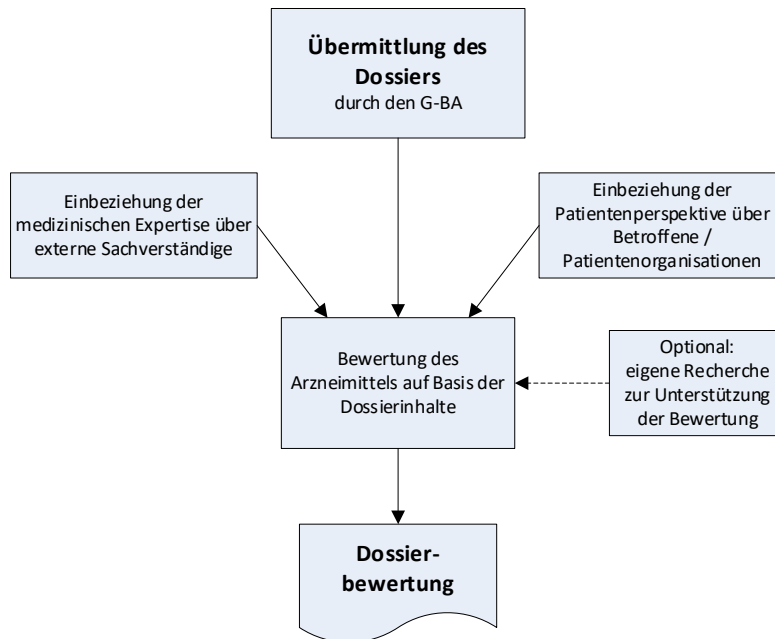 Übermittlung des
Dossiers
durch den G-BA
Einbeziehung der
medizinischen Expertise über
externe Sachverständige
Einbeziehung der
Patientenperspektive über
Betroffene /
Patientenorganisationen
Bewertung des
Arzneimittels auf Basis der
Dossierinhalte
Optional:
eigene Recherche
zur Unterstützung
der Bewertung
Dossier-
bewertung